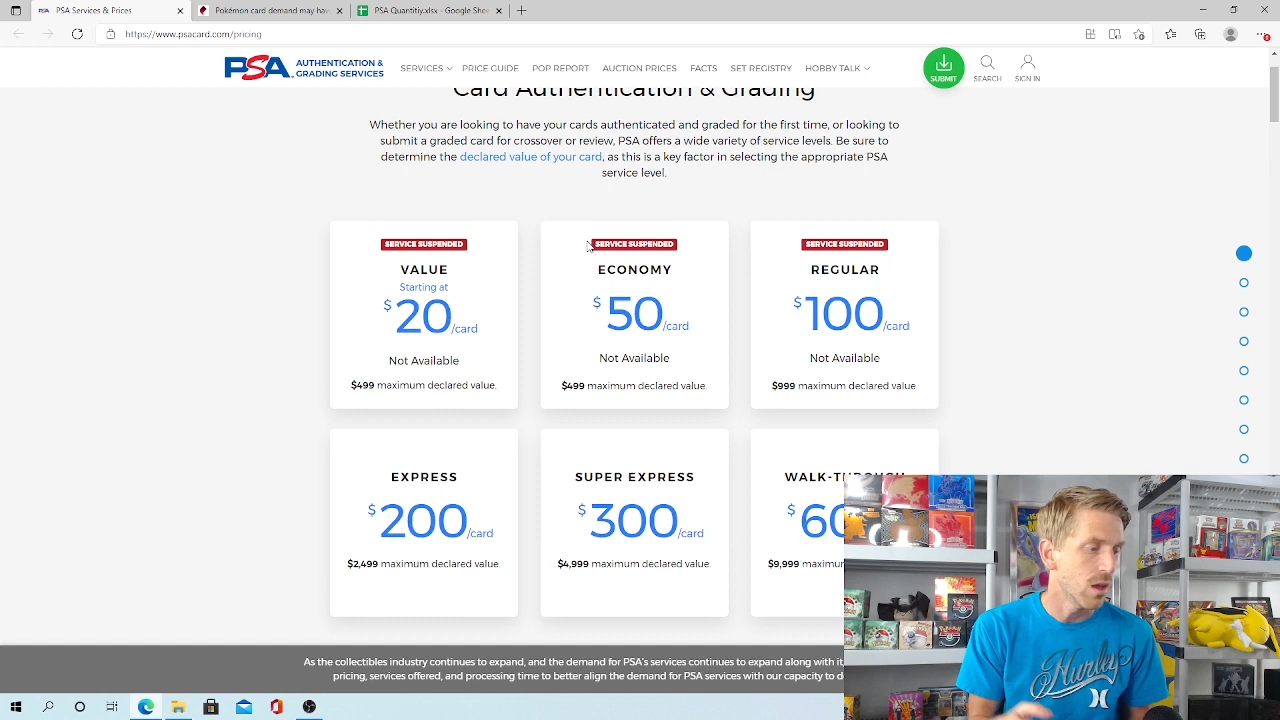 PSA Services & Prices
Pokémon card demand may hav
PSA Quantitiy.xlsx - Google Shee
https://www.psacard.com/pricing
PSA AUTHENTICATION &
GRADING SERVICES
SERVICES
PRICE GUIDE
POP REPORT
AUCTION PRICES
FACTS
SET REGISTRY
HOBBY TALK
SUBMIT
SEARCH
SIGN IN
Card Authentication & Grading
Whether you are looking to have your cards authenticated and graded for the first time, or looking to
submit a graded card for crossover or review, PSA offers a wide variety of service levels. Be sure to
determine the declared value of your card, as this is a key factor in selecting the appropriate PSA
service level.
SERVICE SUSPENDED
VALUE
Starting at
$20/card
Not Available
$499 maximum declared value.
SERVICE SUSPENDED
ECONOMY
$50/card
Not Available
$499 maximum declared value.
SERVICE SUSPENDED
REGULAR
$100/card
Not Available
$999 maximum declared value.
EXPRESS
$200/card
$2,499 maximum declared value.
SUPER EXPRESS
$300/card
$4,999 maximum declared value.
WALK-THROUGH
$60
$9,999 maximum
As the collectibles industry continues to expand, and the demand for PSA's services continues to expand along with it
pricing, services offered, and processing time to better align the demand for PSA services with our capacity to d
Hurley